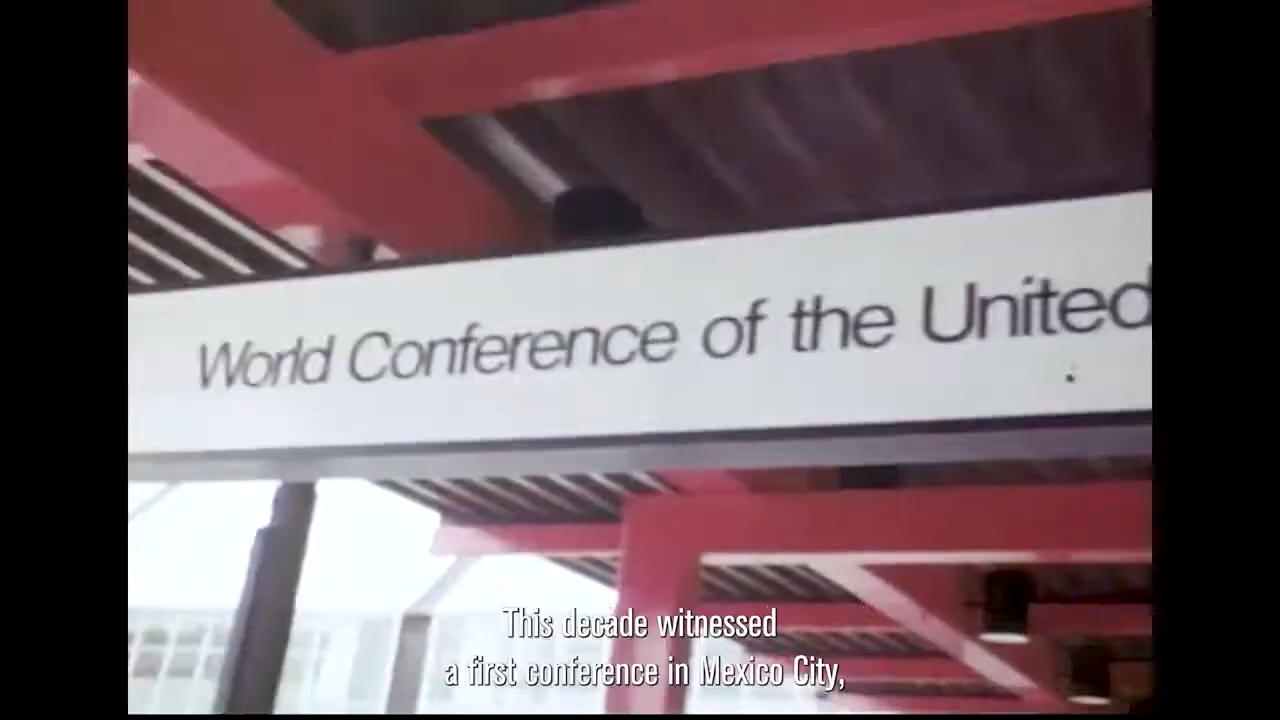 World Conference of the United
This decade witnessed
a first conference in Mexico City,